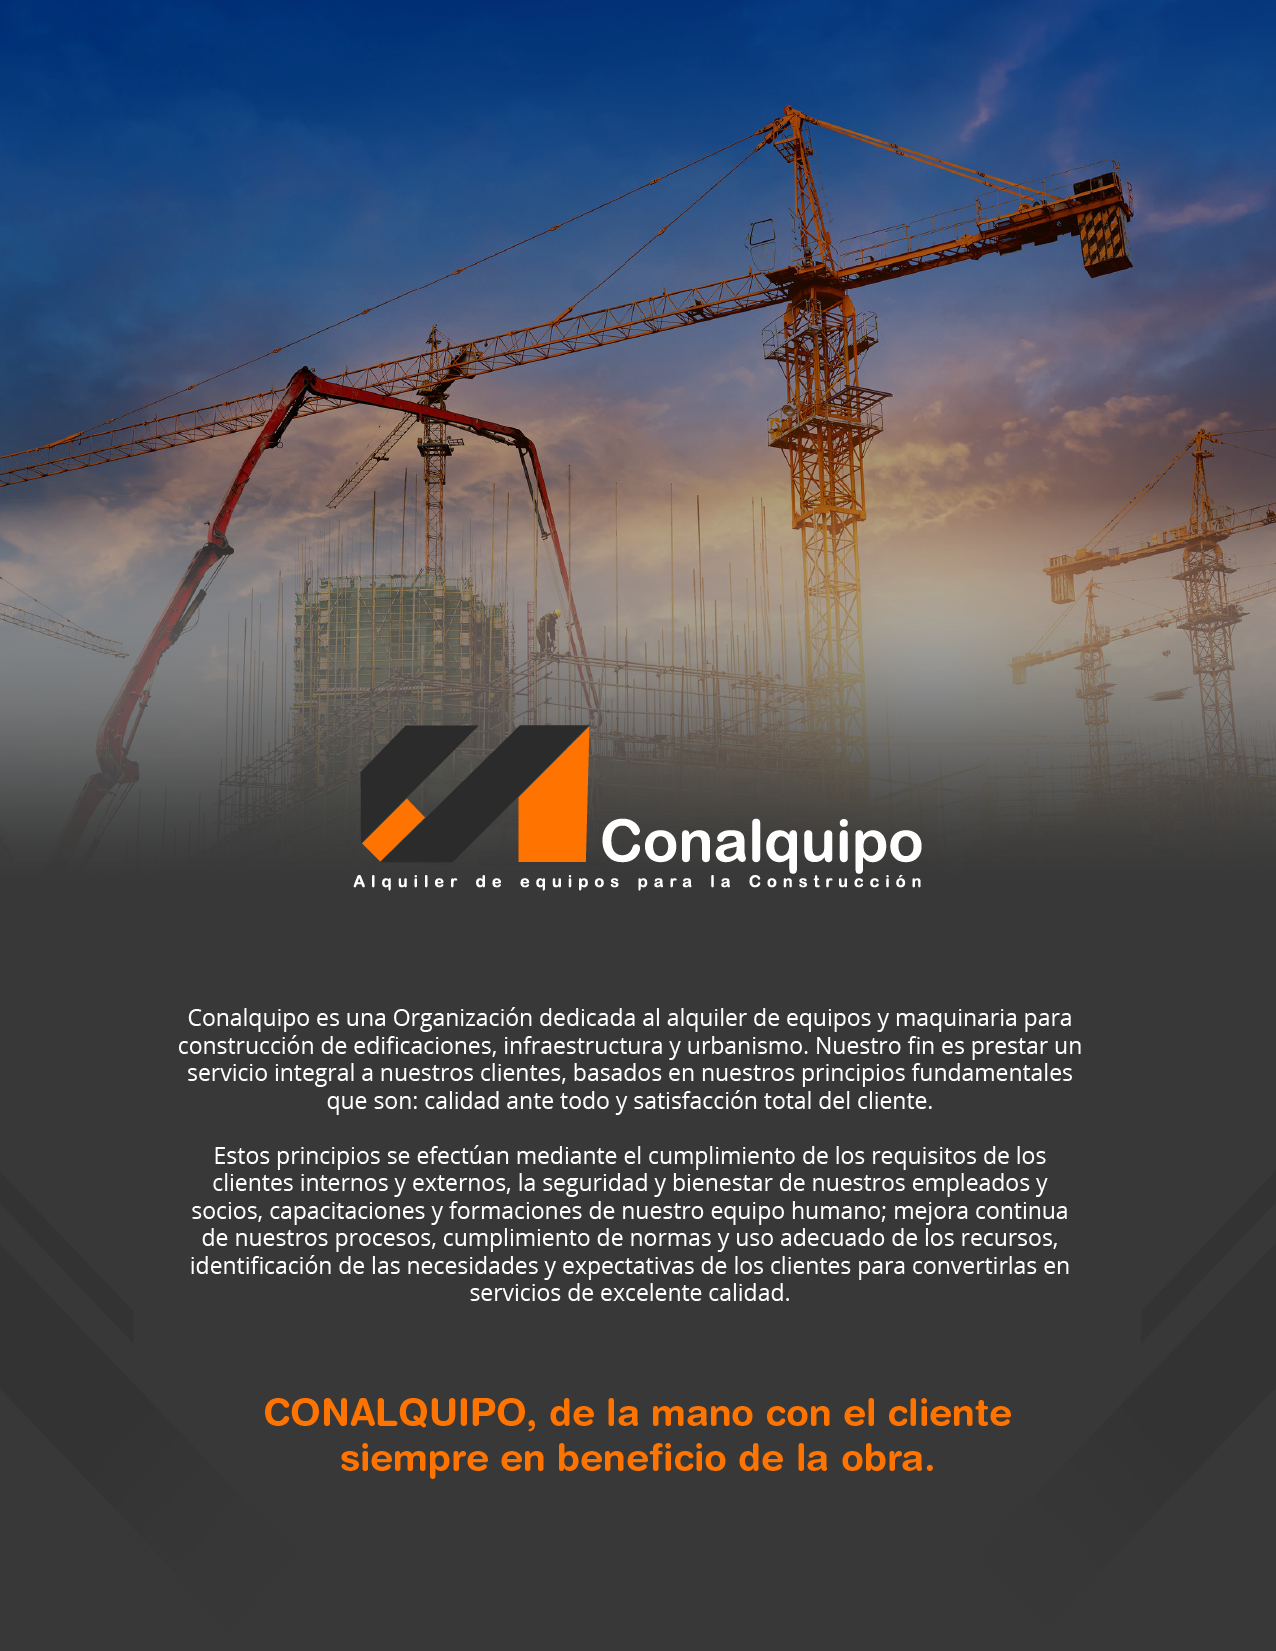 Conalquipo
Alquiler de equipos para la Construcción
Conalquipo es una Organización dedicada al alquiler de equipos y maquinaria para
construcción de edificaciones, infraestructura y urbanismo. Nuestro fin es prestar un
servicio integral a nuestros clientes, basados en nuestros principios fundamentales
que son: calidad ante todo y satisfacción total del cliente.
Estos principios se efectúan mediante el cumplimiento de los requisitos de los
clientes internos y externos, la seguridad y bienestar de nuestros empleados y
socios, capacitaciones y formaciones de nuestro equipo humano; mejora continua
de nuestros procesos, cumplimiento de normas y uso adecuado de los recursos,
identificación de las necesidades y expectativas de los clientes para convertirlas en
servicios de excelente calidad.
CONALQUIPO, de la mano con el cliente
siempre en beneficio de la obra.